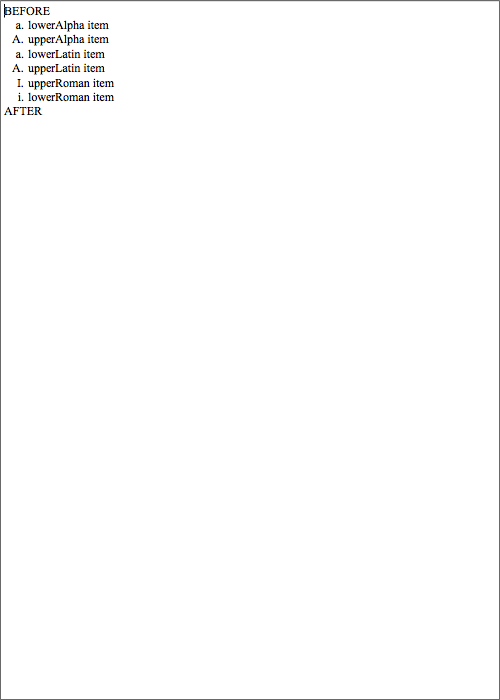 BEFORE
a. lowerAlpha item
A. upperAlpha item
a. lowerLatin item
A. upperLatin item
I. upperRoman item
i. lowerRoman item
AFTER